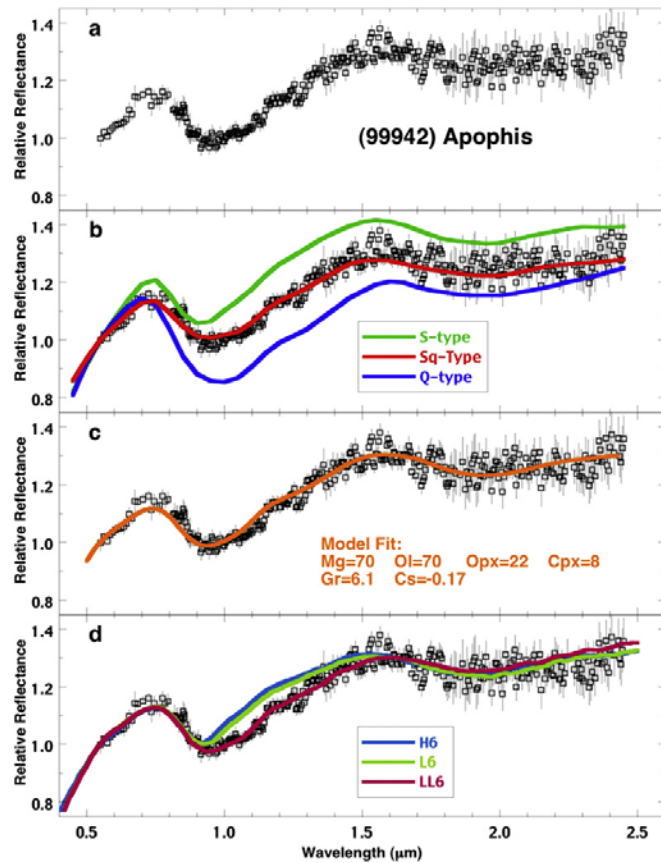 Relative Reflectance
1.4
1.2
1.0
0.8
a
(99942) Apophis
Relative Reflectance
1.4
1.2
1.0
0.8
b
S-type
Sq-Type
Q-type
Relative Reflectance
1.4
1.2
1.0
0.8
c
Model Fit:
Mg=70 Ol=70 Opx=22 Cpx=8
Gr=6.1 Cs=-0.17
Relative Reflectance
1.4
1.2
1.0
0.8
d
H6
L6
LL6
0.5 1.0 1.5 2.0 2.5
Wavelength (μm)